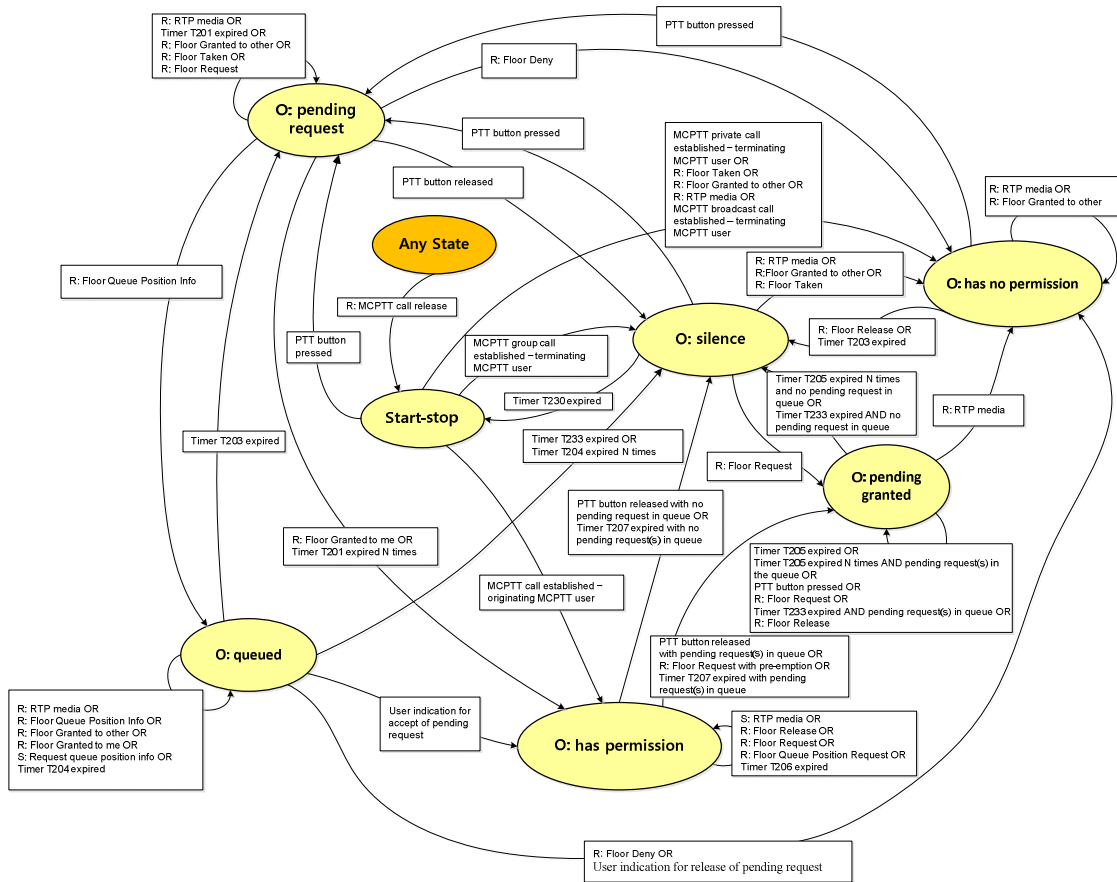 R: RTP media OR
Timer T201 expired OR
R: Floor Granted to other OR
R: Floor Taken OR
R: Floor Request
PTT button pressed
R: Floor Deny
O: pending
request
PTT button pressed
MCPTT private call
established – terminating
MCPTT user OR
R: Floor Taken OR
R: Floor Granted to other OR
R: RTP media OR
MCPTT broadcast call
established – terminating
MCPTT user
PTT button released
R: RTP media OR
R: Floor Granted to other
Any State
R: Floor Queue Position Info
R: RTP media OR
R:Floor Granted to other OR
R: Floor Taken
O: has no permission
R: MCPTT call release
PTT button
pressed
MCPTT group call
established – terminating
MCPTT user
O: silence
R: Floor Release OR
Timer T203 expired
Timer T230 expired
Start-stop
Timer T205 expired N times
and no pending request in
queue OR
Timer T233 expired AND no
pending request in queue
R: RTP media
Timer T203 expired
Timer T233 expired OR
Timer T204 expired N times
R: Floor Request
O: pending
granted
PTT button released with no
pending request in queue OR
Timer T207 expired with no
pending request(s) in queue
R: Floor Granted to me OR
Timer T201 expired N times
Timer T205 expired OR
Timer T205 expired N times AND pending request(s) in
the queue OR
PTT button pressed OR
R: Floor Request OR
Timer T233 expired AND pending request(s) in queue OR
R: Floor Release
MCPTT call established –
originating MCPTT user
O: queued
PTT button released
with pending request(s) in queue OR
R: Floor Request with pre-emption OR
Timer T207 expired with pending
request(s) in queue
R: RTP media OR
R: Floor Queue Position Info OR
R: Floor Granted to other OR
R: Floor Granted to me OR
S: Request queue position info OR
Timer T204 expired
User indication for
accept of pending
request
O: has permission
S: RTP media OR
R: Floor Release OR
R: Floor Request OR
R: Floor Queue Position Request OR
Timer T206 expired
R: Floor Deny OR
User indication for release of pending request